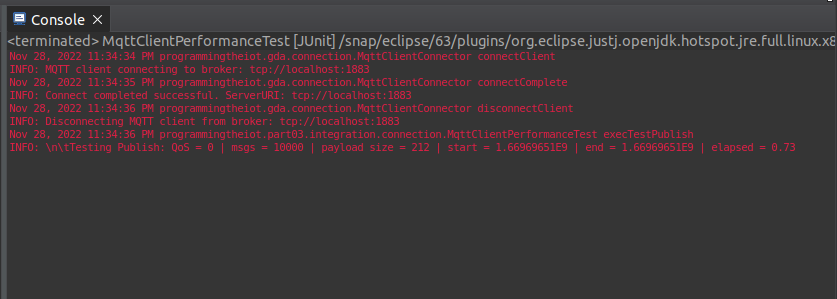 Console
<terminated> MqttClientPerformanceTest [JUnit] /snap/eclipse/63/plugins/org.eclipse.justj.openjdk.hotspot.jre.full.linux.x8
Nov 28, 2022 11:34:34 PM programmingtheiot.gda.connection.MqttClientConnector connectClient
INFO: MQTT client connecting to broker: tcp://localhost:1883
Nov 28, 2022 11:34:35 PM programmingtheiot.gda.connection.MqttClientConnector connectComplete
INFO: Connect completed successful. ServerURI: tcp://localhost:1883
Nov 28, 2022 11:34:36 PM programmingtheiot.gda.connection.MqttClientConnector disconnectClient
INFO: Disconnecting MQTT client from broker: tcp://localhost:1883
Nov 28, 2022 11:34:36 PM programmingtheiot.part03.integration.connection.MqttClientPerformanceTest execTestPublish
INFO: \n\tTesting Publish: QoS = 0 | msgs = 10000 | payload size = 212 | start = 1.66969651E9 | end = 1.66969651E9 | elapsed = 0.73